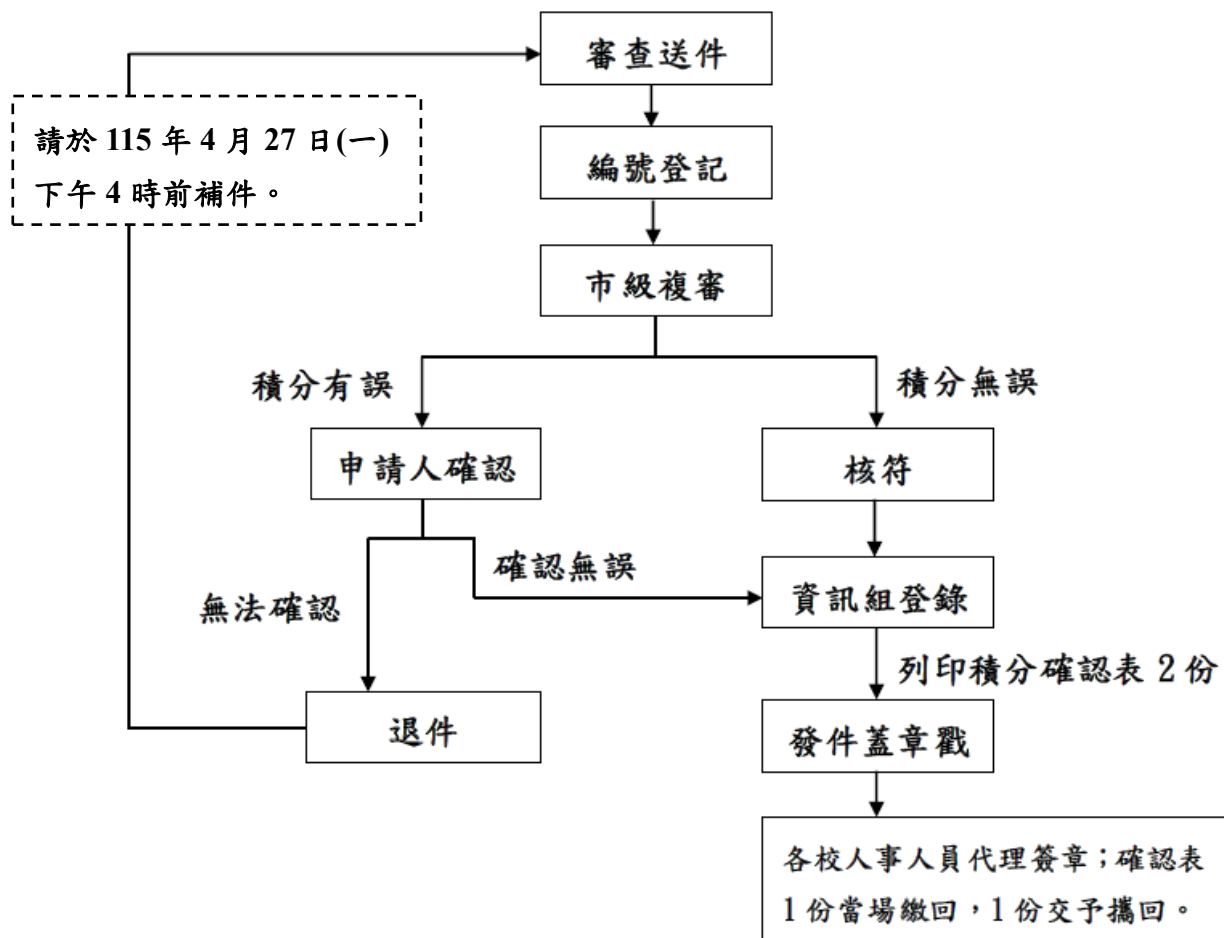 審查送件
請於 115 年 4 月 27 日(一)
下午 4 時前補件。
編號登記
市級複審
積分有誤
積分無誤
申請人確認
核符
確認無誤
無法確認
資訊組登錄
列印積分確認表 2 份
退件
發件蓋章戳
各校人事人員代理簽章；確認表
1 份當場繳回，1 份交予攜回。